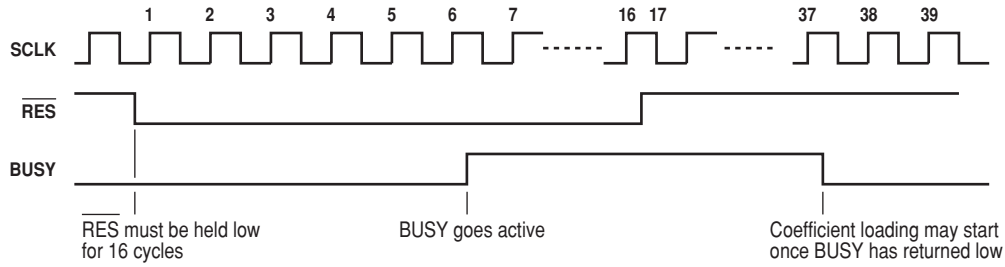 1 2 3 4 5 6 7 16 17 37 38 39
SCLK
RES
BUSY
RES must be held low
for 16 cycles
BUSY goes active
Coefficient loading may start
once BUSY has returned low